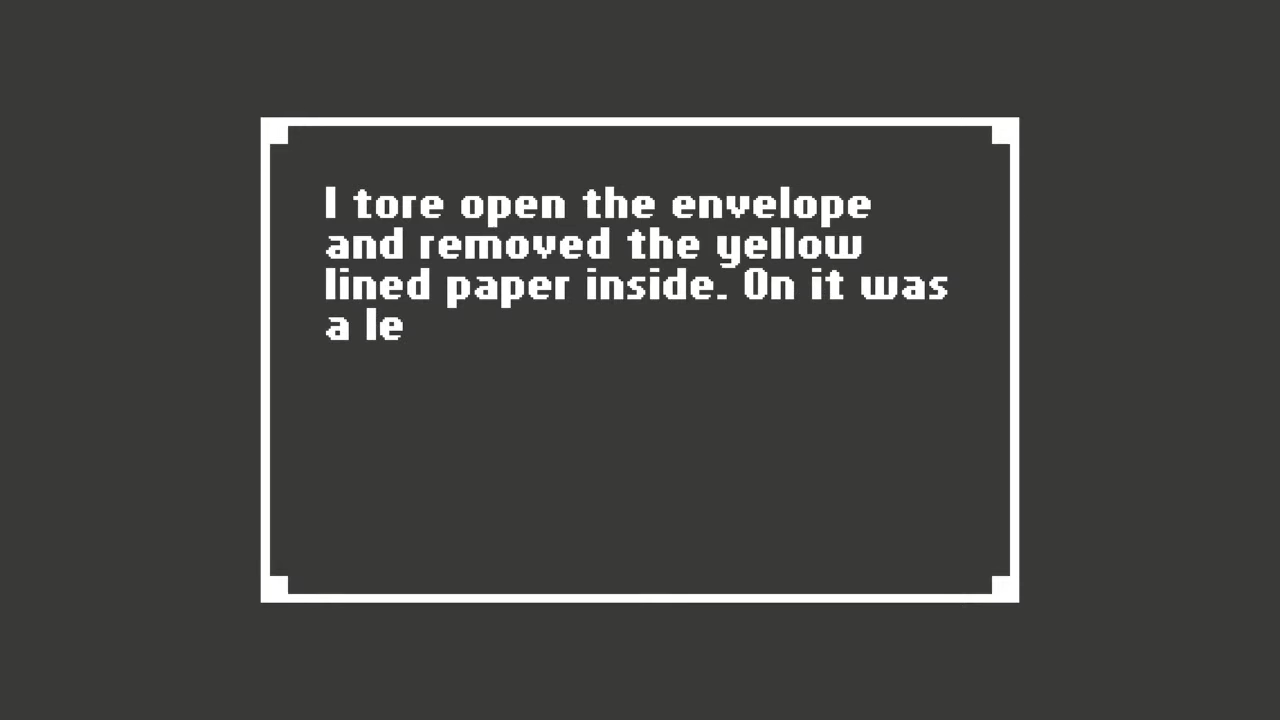 I tore open the envelope
and removed the yellow
lined paper inside. On it was
a le